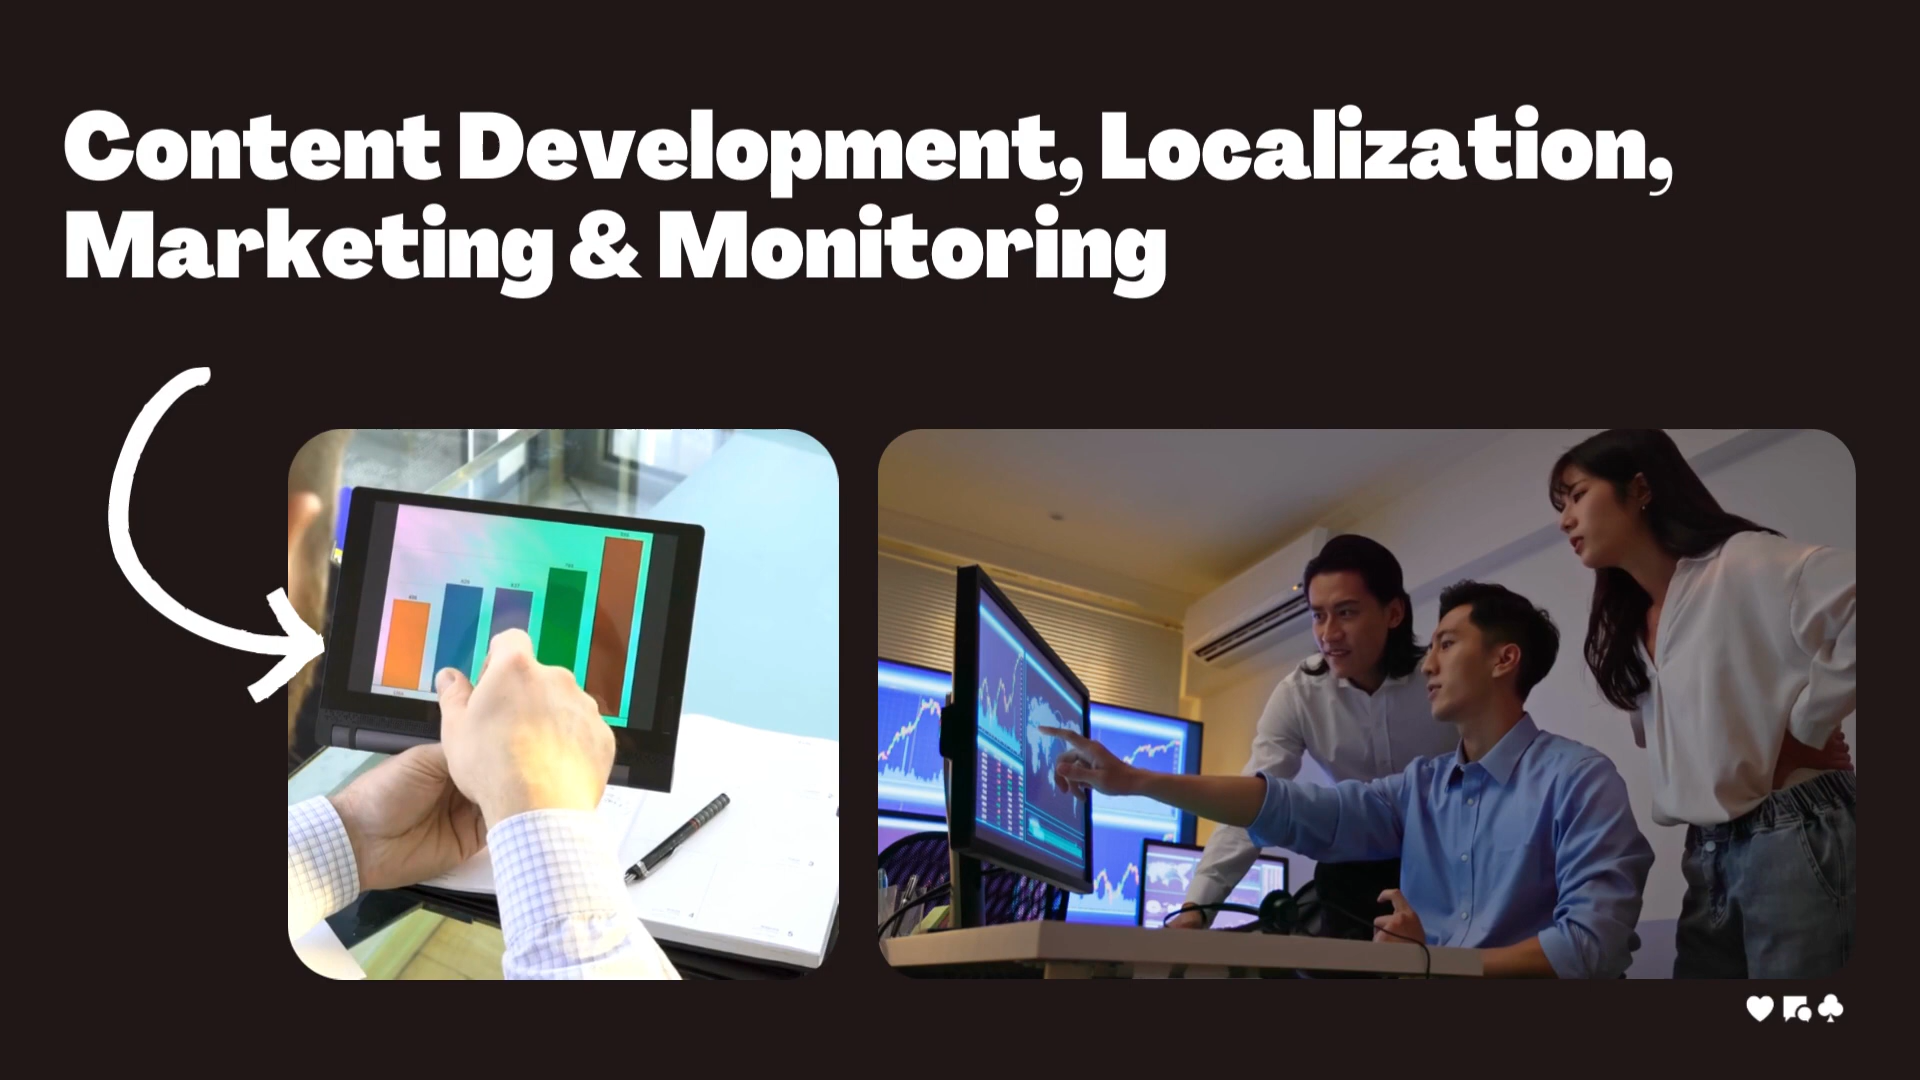 Content Development, Localization,
Marketing & Monitoring